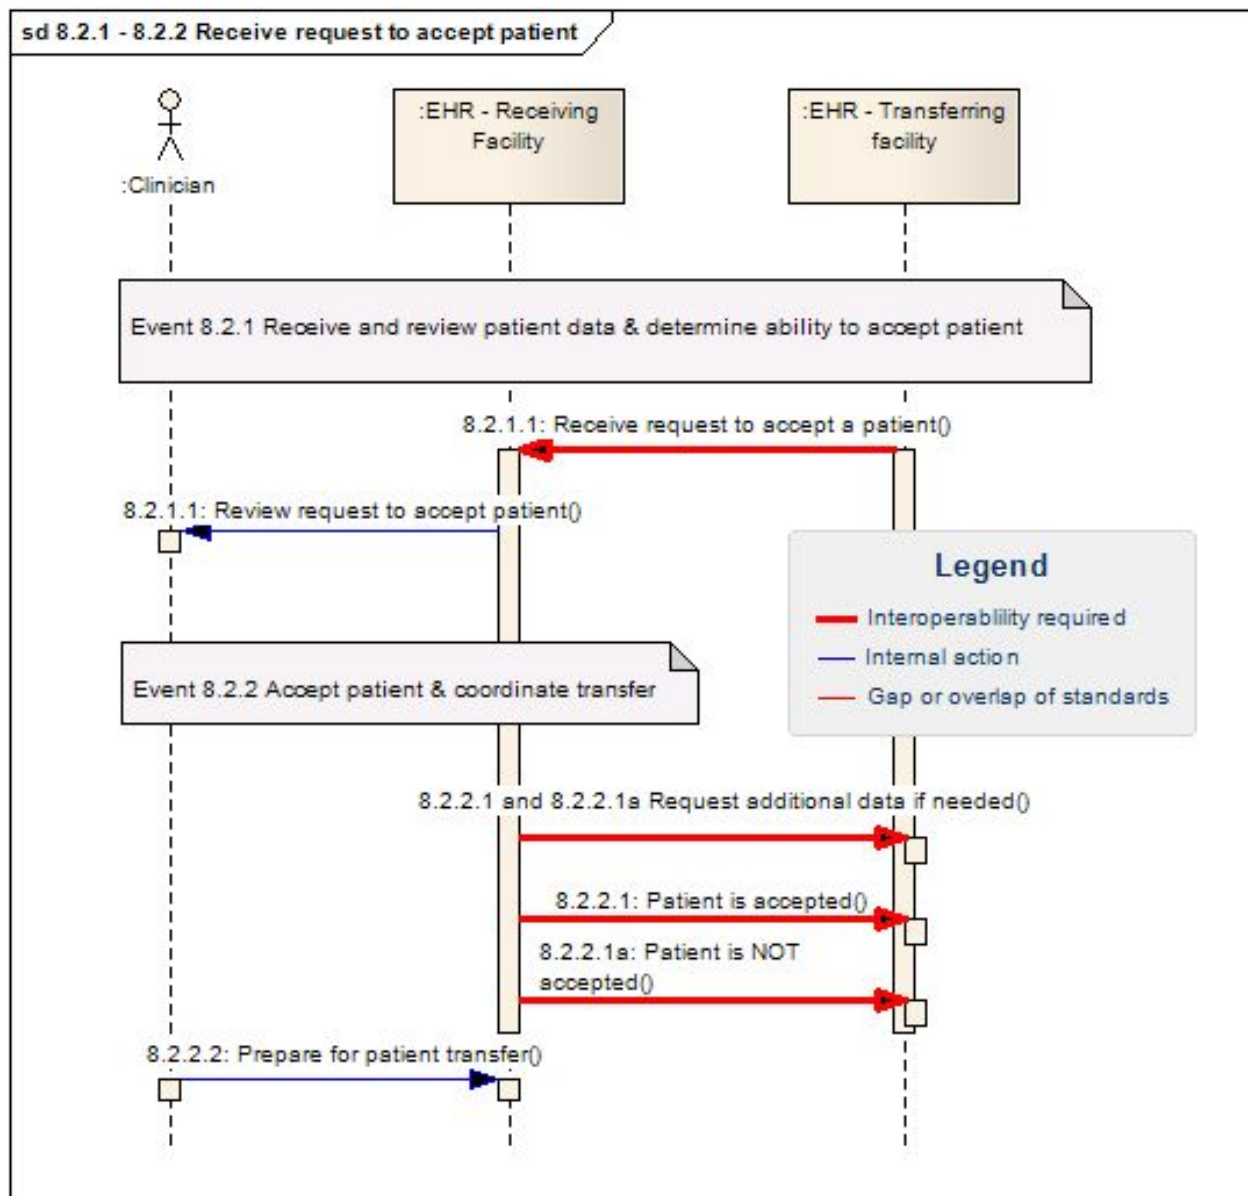 sd 8.2.1 - 8.2.2 Receive request to accept patient
:Clinician
:EHR - Receiving
Facility
:EHR - Transferring
facility
Event 8.2.1 Receive and review patient data & determine ability to accept patient
8.2.1.1: Receive request to accept a patient()
8.2.1.1: Review request to accept patient()
Legend
Interoperablility required
Internal action
Gap or overlap of standards
Event 8.2.2 Accept patient & coordinate transfer
8.2.2.1 and 8.2.2.1a Request additional data if needed()
8.2.2.1: Patient is accepted()
8.2.2.1a: Patient is NOT
accepted()
8.2.2.2: Prepare for patient transfer()